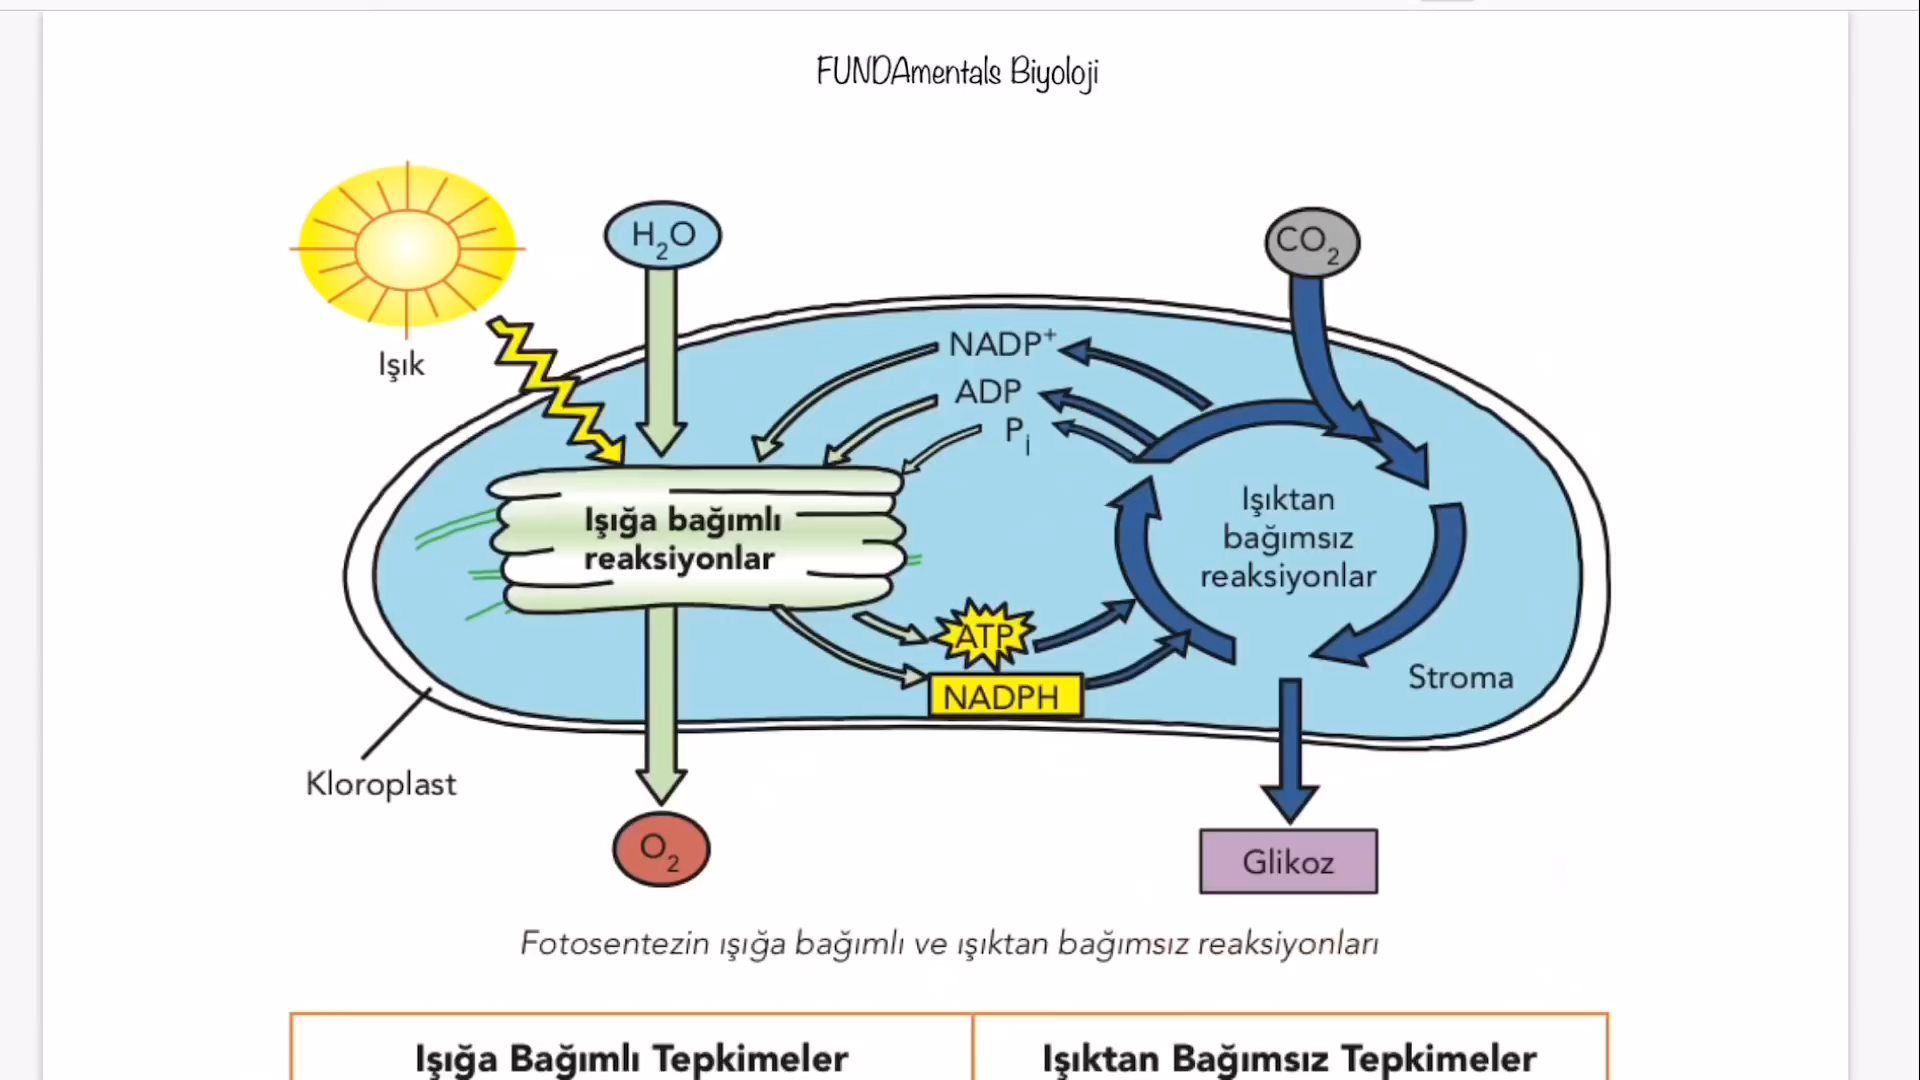 FUNDAmentals Biyoloji
H₂O
CO₂
Işık
NADP⁺
ADP
Pᵢ
Işığa bağımlı
reaksiyonlar
Işıktan
bağımsız
reaksiyonlar
ATP
NADPH
Stroma
Kloroplast
O₂
Glikoz
Fotosentezin ışığa bağımlı ve ışıktan bağımsız reaksiyonları
Işığa Bağımlı Tepkimeler
Işıktan Bağımsız Tepkimeler